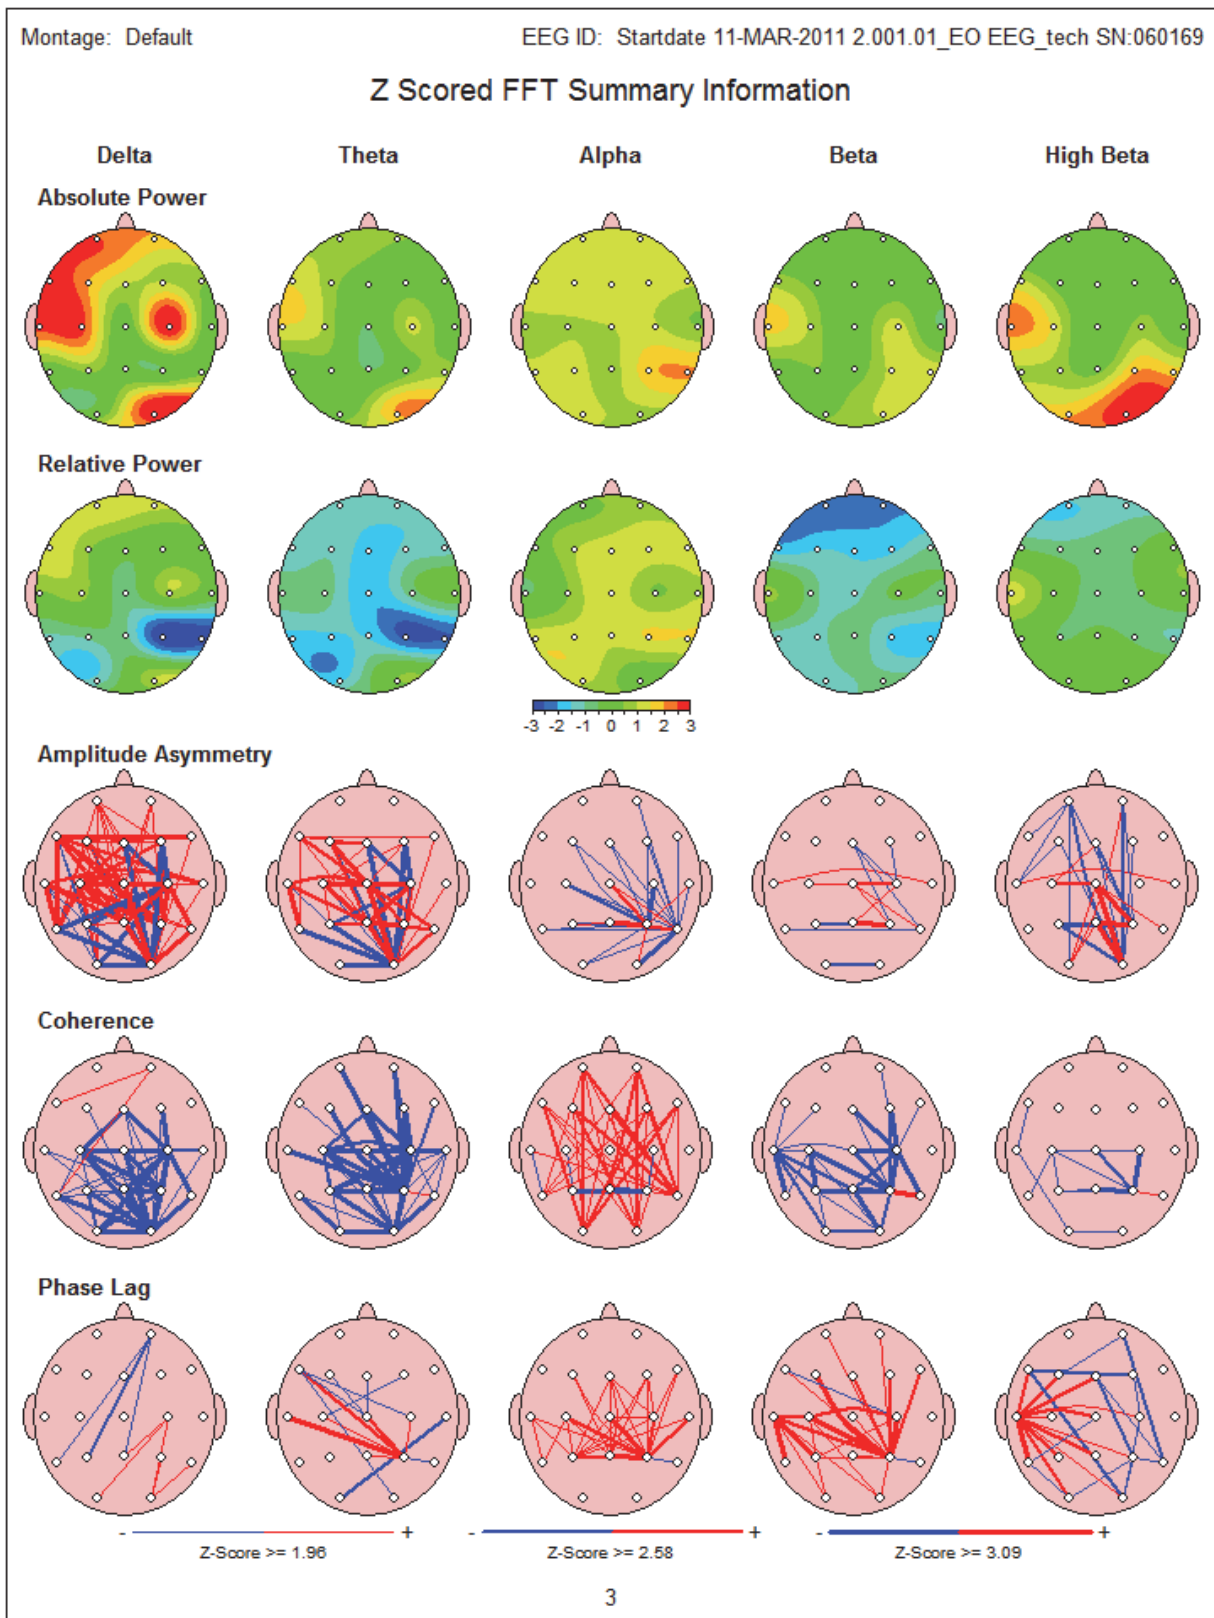 Montage: Default EEG ID: Startdate 11-MAR-2011 2.001.01_EO EEG_tech SN:060169
Z Scored FFT Summary Information
Delta Theta Alpha Beta High Beta
Absolute Power
Relative Power
-3 -2 -1 0 1 2 3
Amplitude Asymmetry
Coherence
Phase Lag
- + - + - +
Z-Score >= 1.96 Z-Score >= 2.58 Z-Score >= 3.09
3